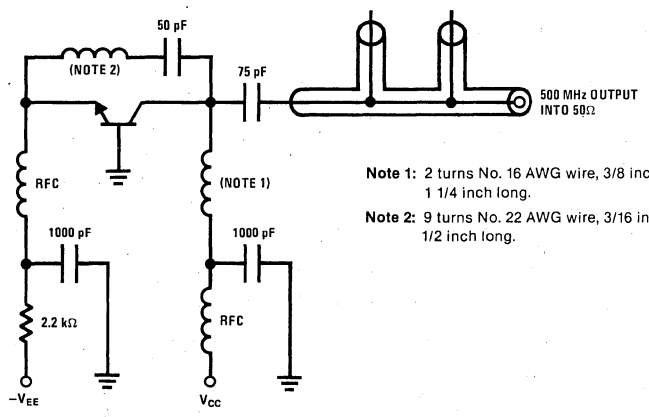 50 pF
(NOTE 2)
75 pF
500 MHz OUTPUT
INTO 50Ω
RFC
(NOTE 1)
Note 1: 2 turns No. 16 AWG wire, 3/8 inc
1 1/4 inch long.
Note 2: 9 turns No. 22 AWG wire, 3/16 in
1/2 inch long.
1000 pF
1000 pF
2.2 kΩ
RFC
-VEE
VCC